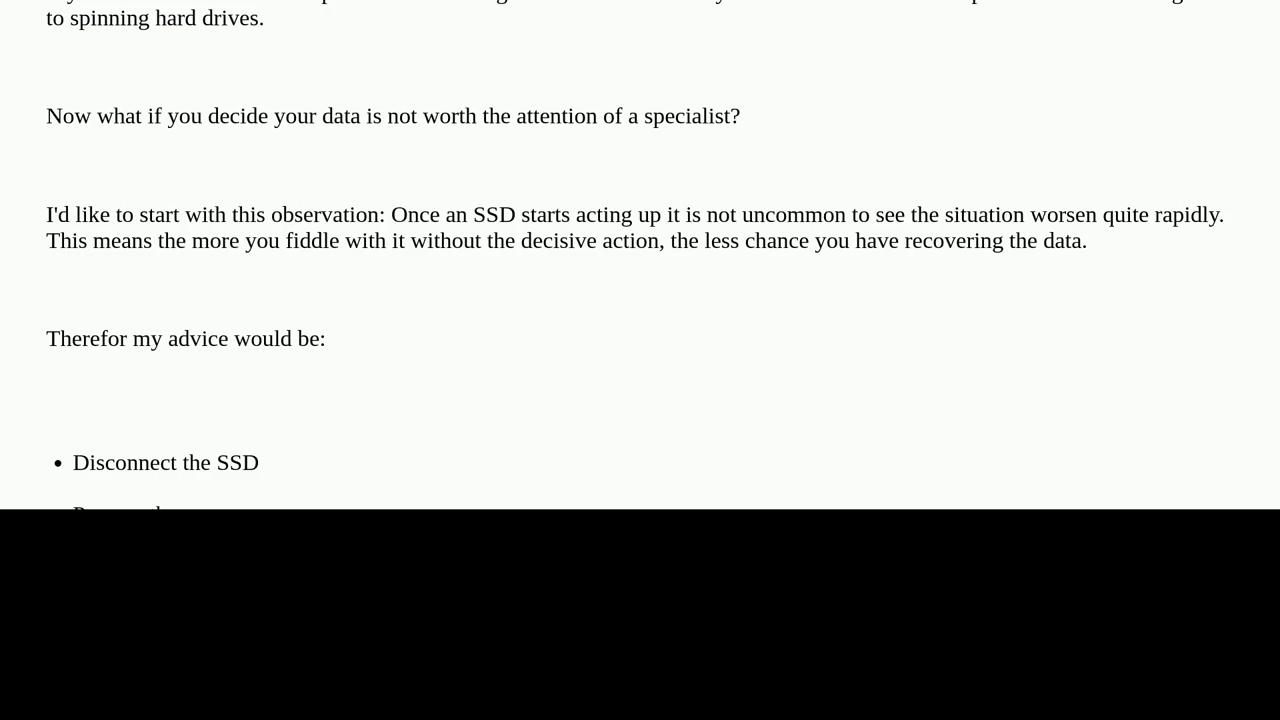 to spinning hard drives.
Now what if you decide your data is not worth the attention of a specialist?
I'd like to start with this observation: Once an SSD starts acting up it is not uncommon to see the situation worsen quite rapidly.
This means the more you fiddle with it without the decisive action, the less chance you have recovering the data.
Therefor my advice would be:
• Disconnect the SSD